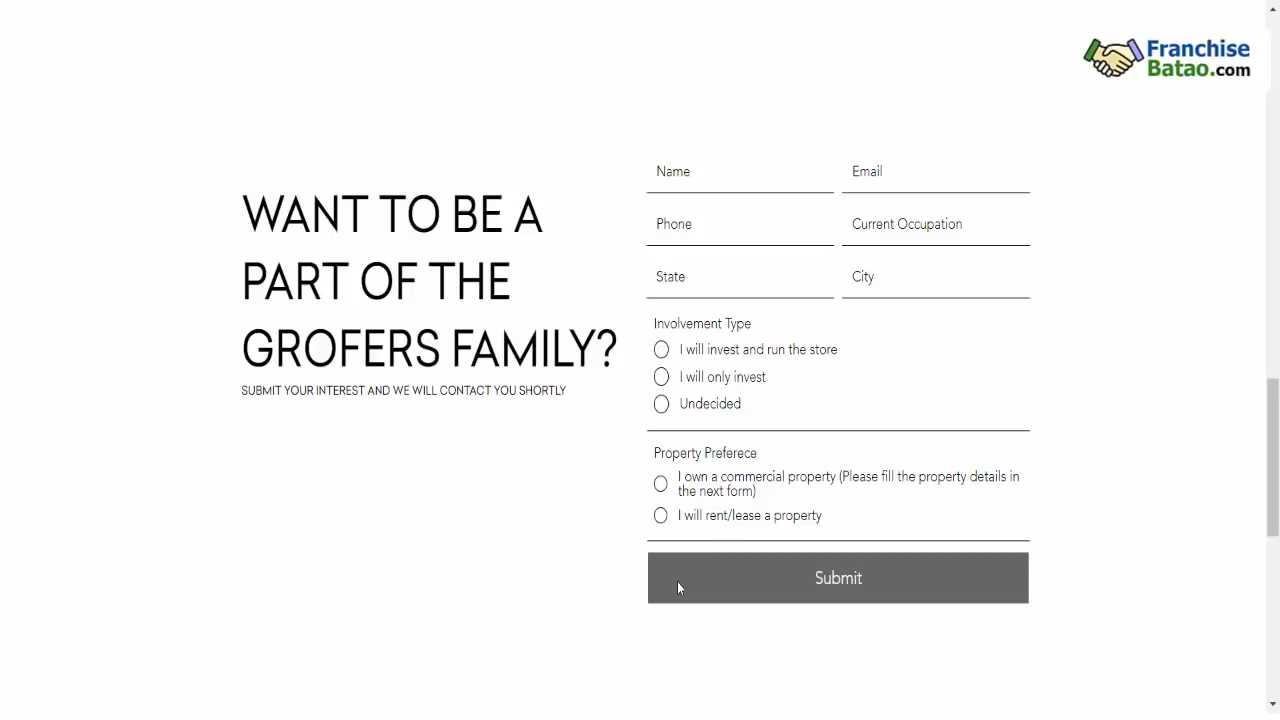 Franchise
Batao.com
WANT TO BE A
PART OF THE
GROFERS FAMILY?
SUBMIT YOUR INTEREST AND WE WILL CONTACT YOU SHORTLY
Name
Email
Phone
Current Occupation
State
City
Involvement Type
I will invest and run the store
I will only invest
Undecided
Property Preferece
I own a commercial property (Please fill the property details in
the next form)
I will rent/lease a property
Submit